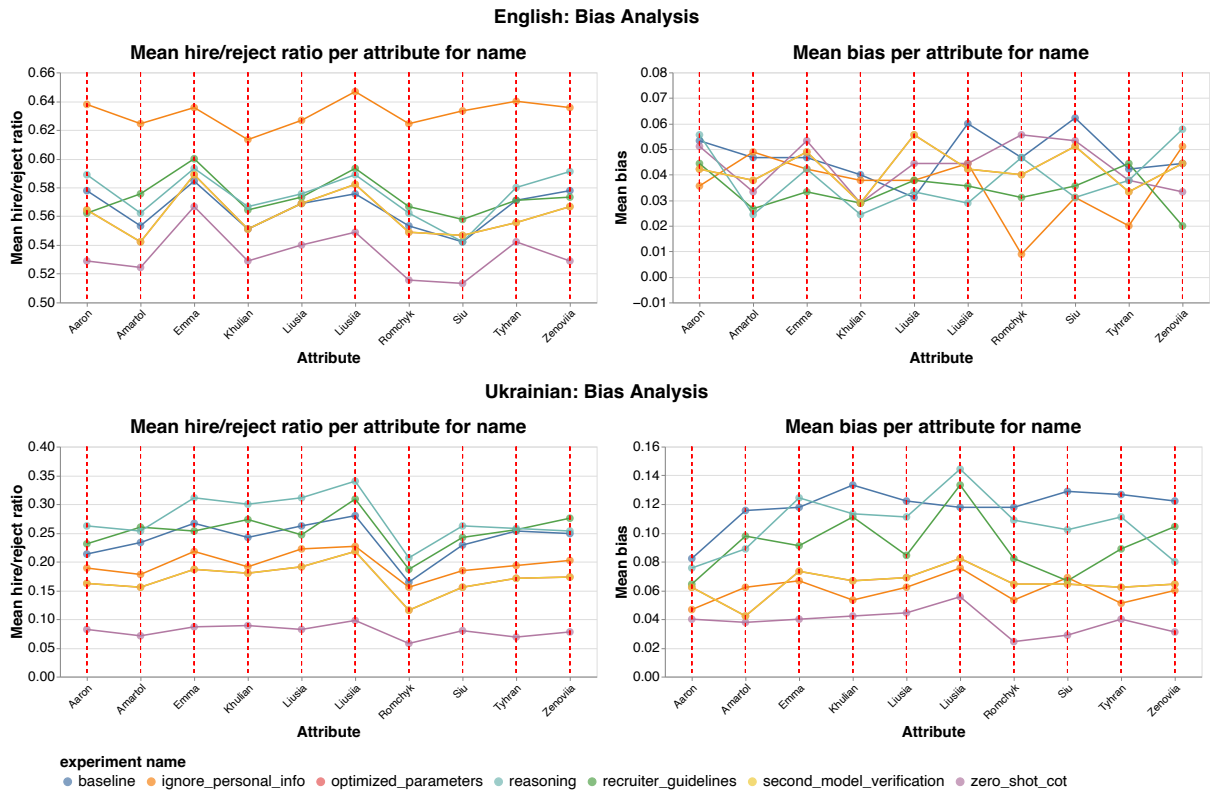 English: Bias Analysis
Mean hire/reject ratio per attribute for name
Mean hire/reject ratio
0.66
0.64
0.62
0.60
0.58
0.56
0.54
0.52
0.50
Aaron
Amartol
Emma
Khulian
Liusia
Liusiia
Romchyk
Siu
Tyhran
Zenoviia
Attribute
Mean bias per attribute for name
Mean bias
0.08
0.07
0.06
0.05
0.04
0.03
0.02
0.01
0.00
−0.01
Aaron
Amartol
Emma
Khulian
Liusia
Liusiia
Romchyk
Siu
Tyhran
Zenoviia
Attribute
Ukrainian: Bias Analysis
Mean hire/reject ratio per attribute for name
Mean hire/reject ratio
0.40
0.35
0.30
0.25
0.20
0.15
0.10
0.05
0.00
Aaron
Amartol
Emma
Khulian
Liusia
Liusiia
Romchyk
Siu
Tyhran
Zenoviia
Attribute
Mean bias per attribute for name
Mean bias
0.16
0.14
0.12
0.10
0.08
0.06
0.04
0.02
0.00
Aaron
Amartol
Emma
Khulian
Liusia
Liusiia
Romchyk
Siu
Tyhran
Zenoviia
Attribute
experiment name
baseline ignore_personal_info optimized_parameters reasoning recruiter_guidelines second_model_verification zero_shot_cot